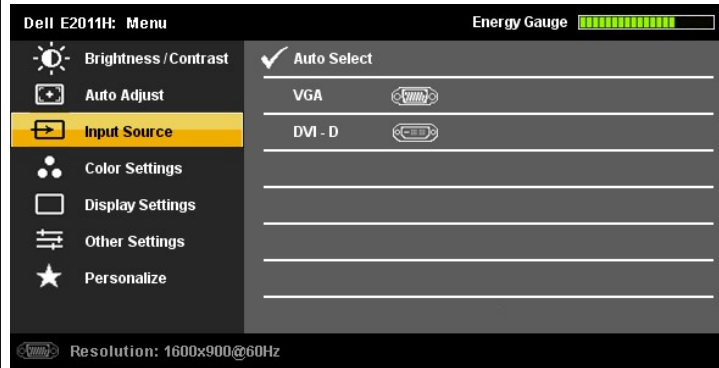 Dell E2011H: Menu Energy Gauge
Brightness / Contrast Auto Select
Auto Adjust VGA
Input Source DVI - D
Color Settings
Display Settings
Other Settings
Personalize
Resolution: 1600x900@60Hz